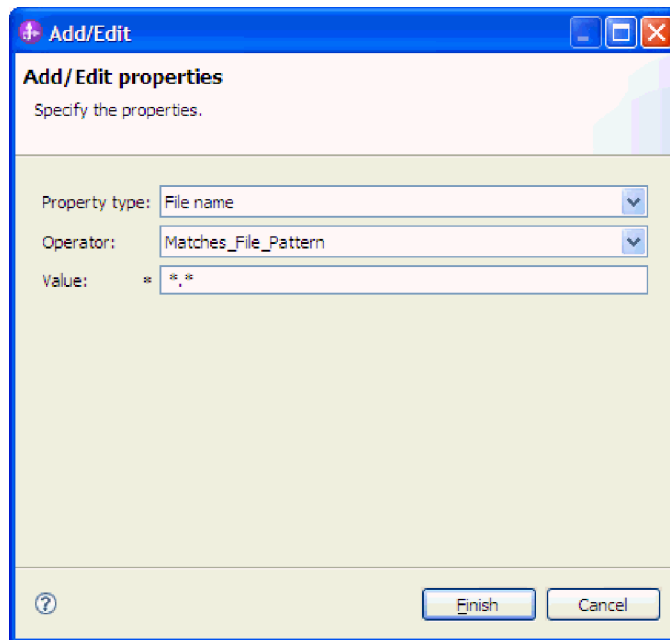 Add/Edit
Add/Edit properties
Specify the properties.
Property type: File name
Operator: Matches_File_Pattern
Value: * *.*
Finish Cancel